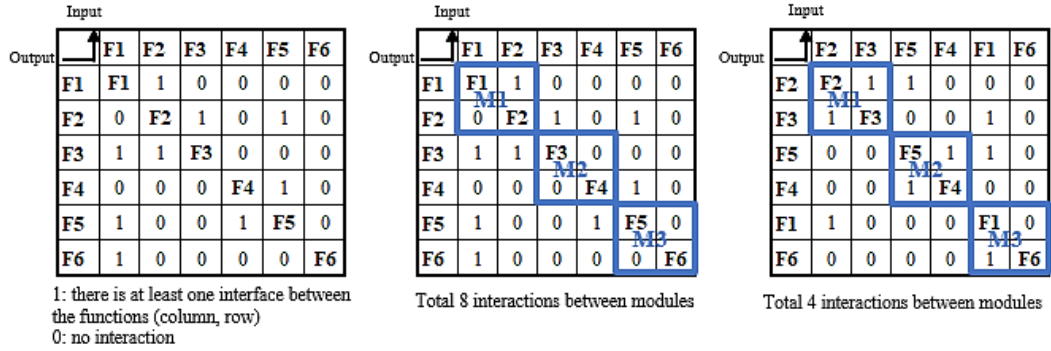 Input
Output F1 F2 F3 F4 F5 F6
F1 F1 1 0 0 0 0
F2 0 F2 1 0 1 0
F3 1 1 F3 0 0 0
F4 0 0 0 F4 1 0
F5 1 0 0 1 F5 0
F6 1 0 0 0 0 F6
1: there is at least one interface between
the functions (column, row)
0: no interaction
Input
Output F1 F2 F3 F4 F5 F6
F1 F1 1 0 0 0 0
M1
F2 0 F2 1 0 1 0
F3 1 1 F3 0 0 0
M2
F4 0 0 0 F4 1 0
F5 1 0 0 1 F5 0
M3
F6 1 0 0 0 0 F6
Total 8 interactions between modules
Input
Output F2 F3 F5 F4 F1 F6
F2 F2 1 1 0 0 0
M1
F3 1 F3 0 0 1 0
F5 0 0 F5 1 1 0
M2
F4 0 0 1 F4 0 0
F1 1 0 0 0 F1 0
M3
F6 0 0 0 0 1 F6
Total 4 interactions between modules